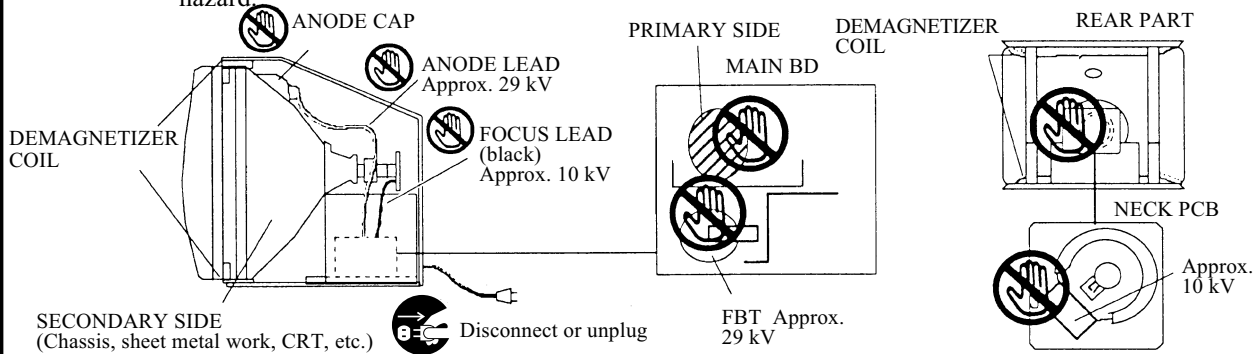 hazard.
ANODE CAP
ANODE LEAD
Approx. 29 kV
FOCUS LEAD
(black)
Approx. 10 kV
DEMAGNETIZER
COIL
SECONDARY SIDE
(Chassis, sheet metal work, CRT, etc.)
Disconnect or unplug
PRIMARY SIDE
MAIN BD
FBT Approx.
29 kV
DEMAGNETIZER
COIL
REAR PART
NECK PCB
Approx.
10 kV